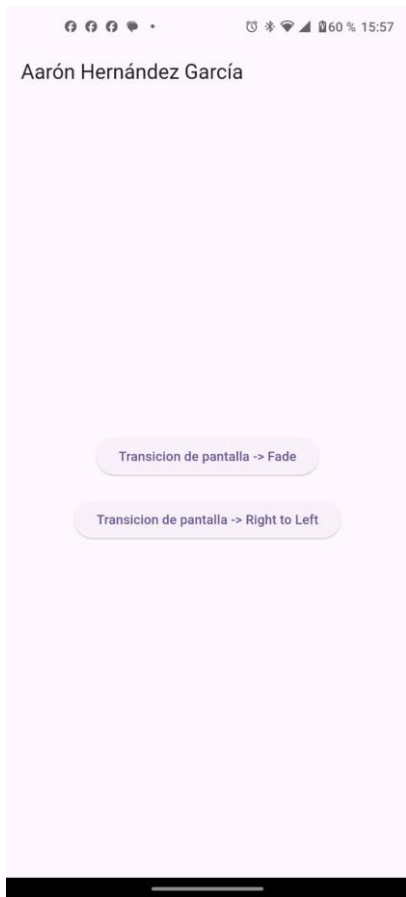 60 % 15:57
Aarón Hernández García
Transicion de pantalla -> Fade
Transicion de pantalla -> Right to Left